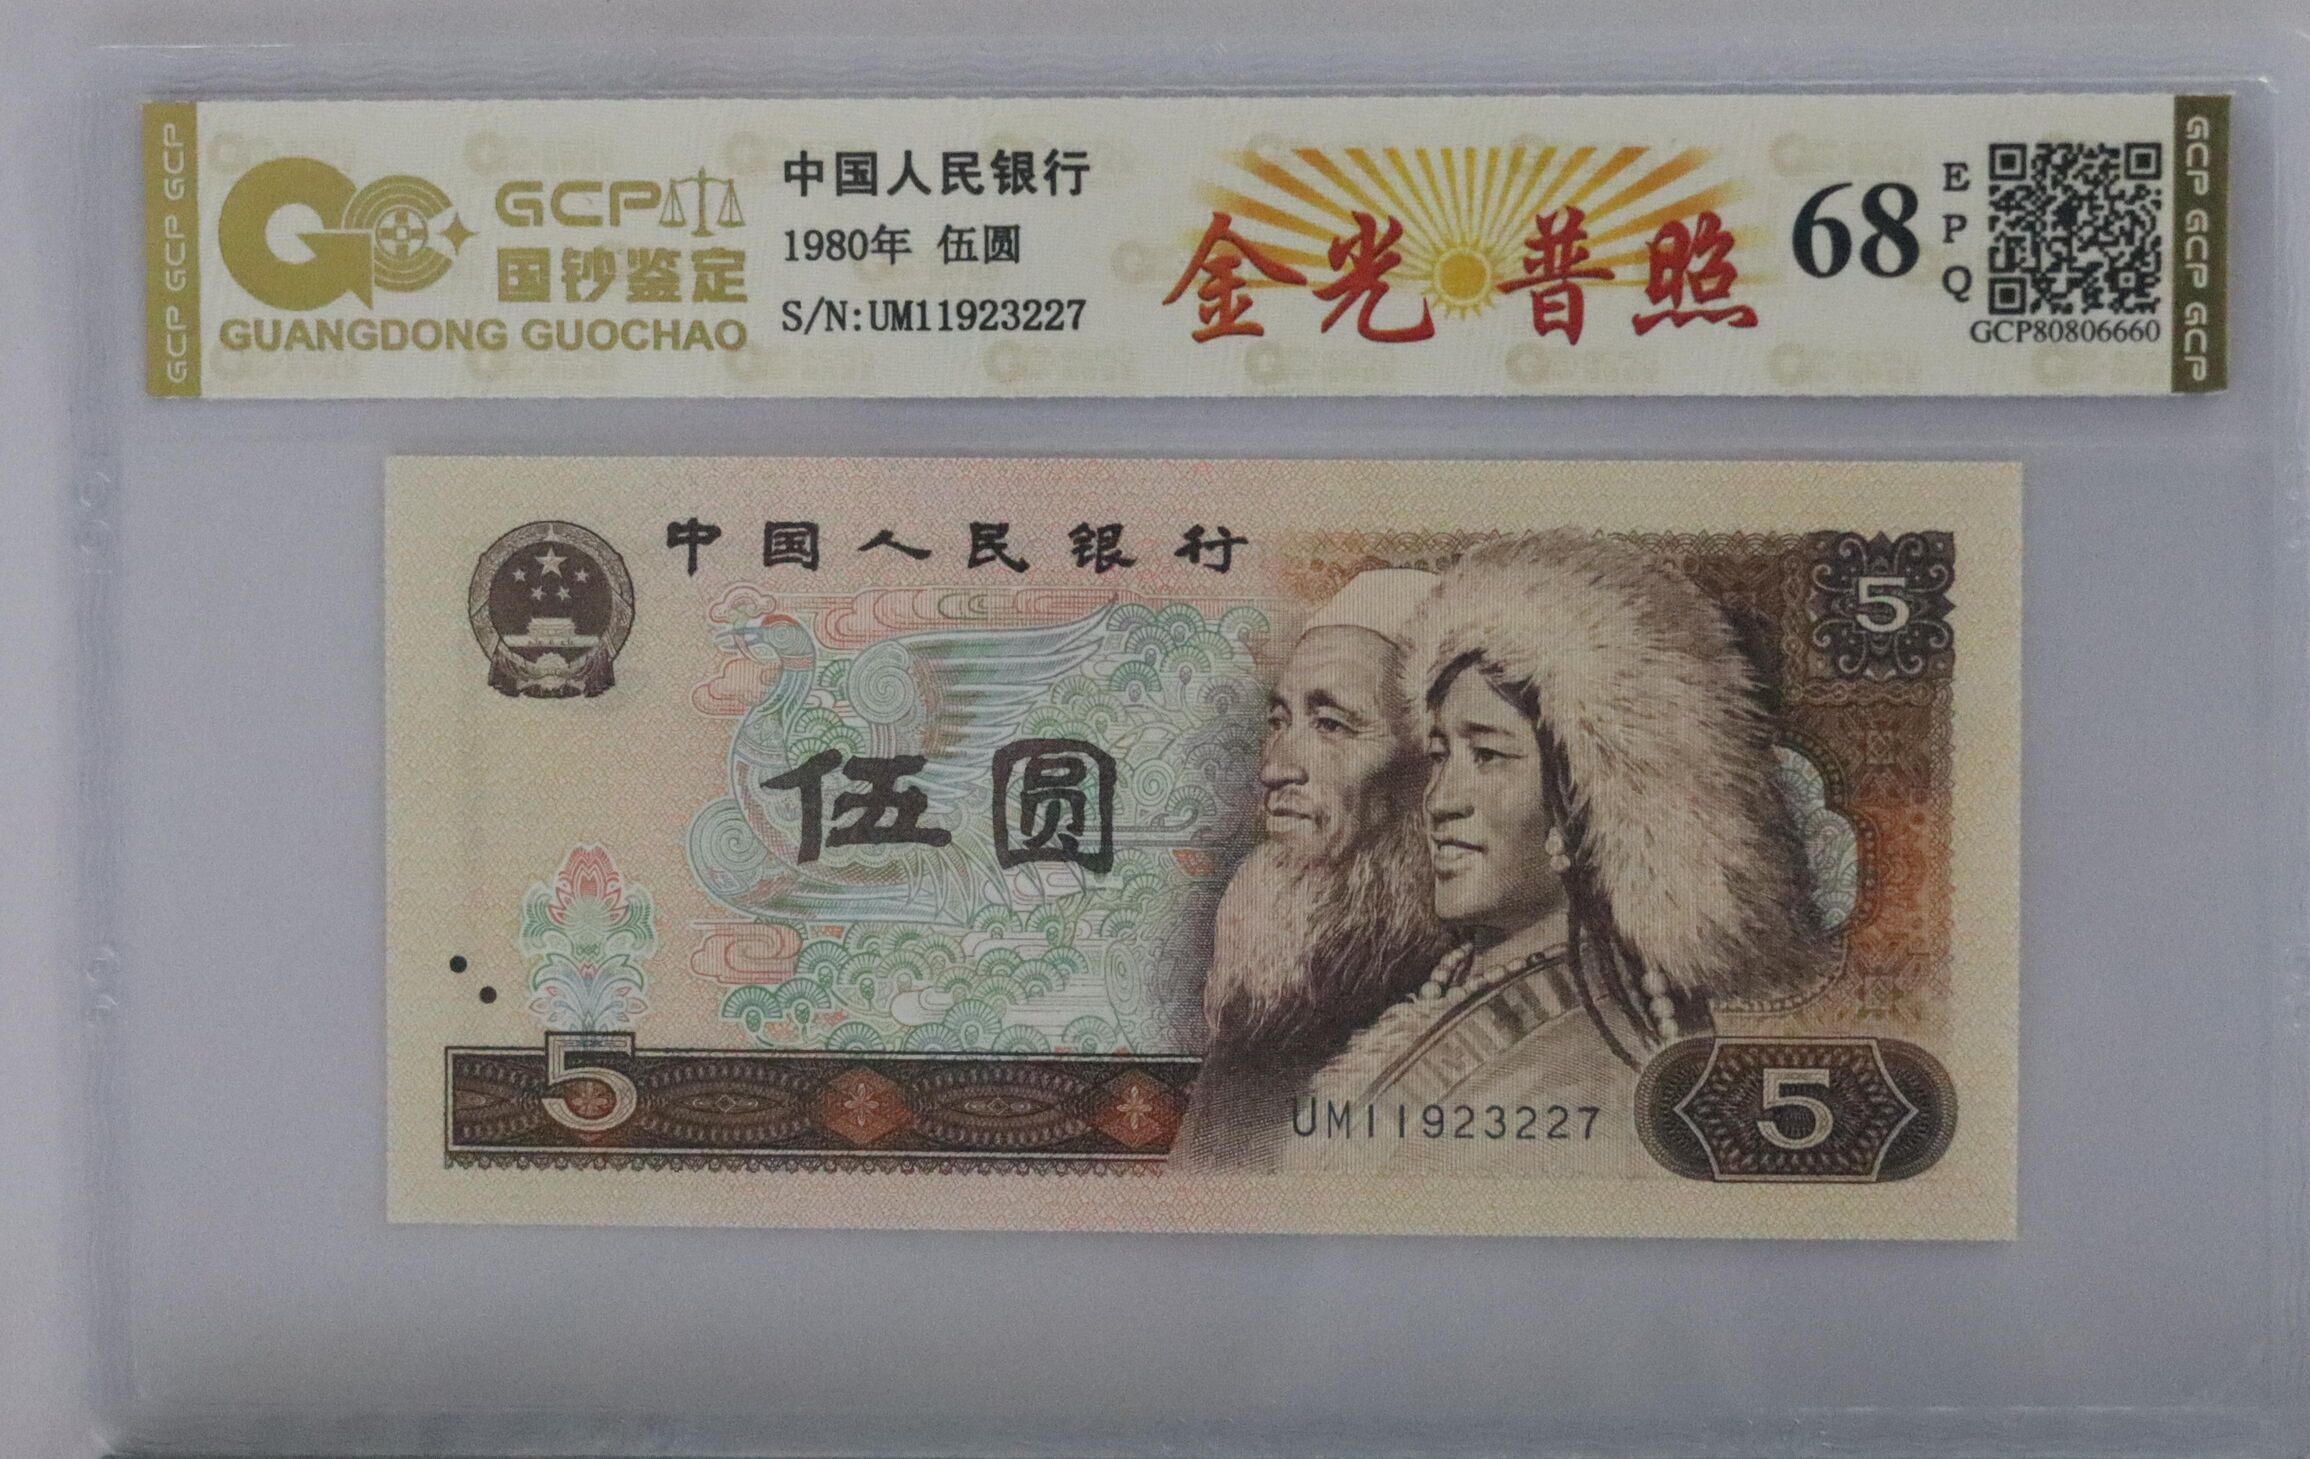 GCP GCP GCP
GCP
国钞鉴定
GUANGDONG GUOCHAO
中国人民银行
1980年 伍圆
S/N:UM11923227
金光普照
68
EPQ
GCP80806660
GCP GCP GCP
中国人民银行
5
伍圆
5
UM11923227
5